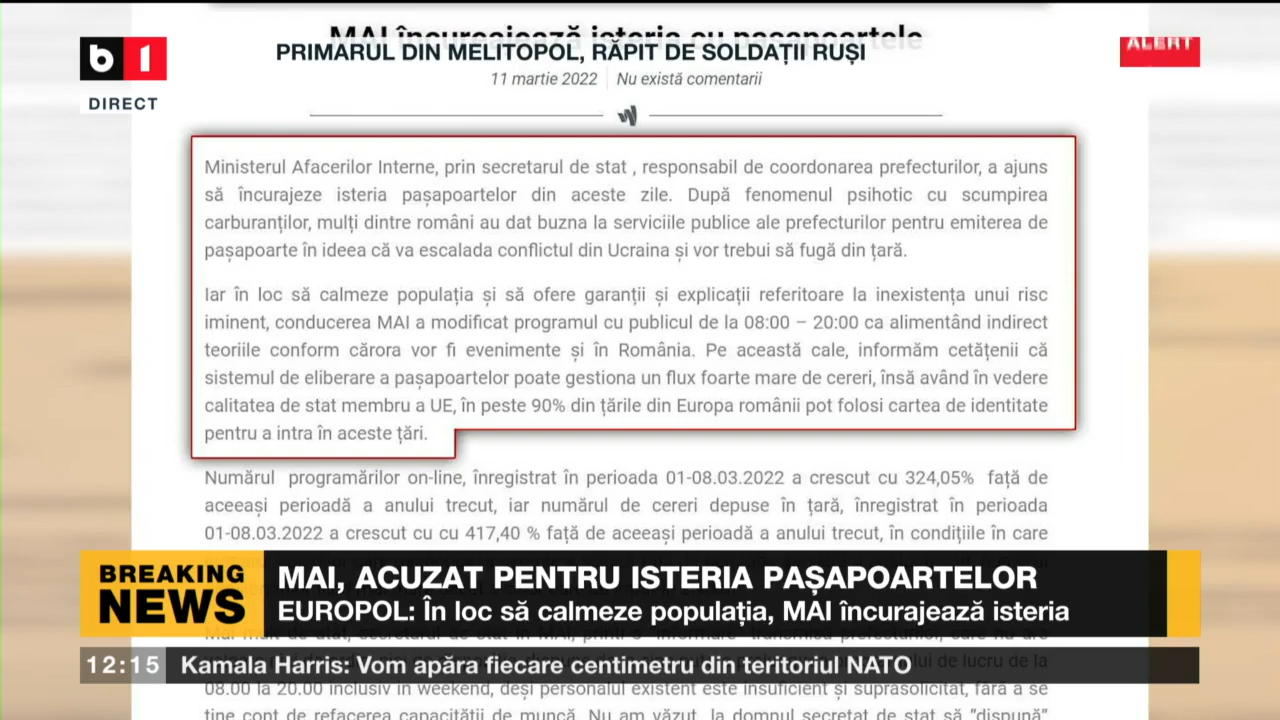 MAI încurajează isteria cu pașapoartele
PRIMARUL DIN MELITOPOL, RĂPIT DE SOLDAȚII RUȘI
b1
ALERT
DIRECT
11 martie 2022 Nu există comentarii
Ministerul Afacerilor Interne, prin secretarul de stat , responsabil de coordonarea prefecturilor, a ajuns
să încurajeze isteria pașapoartelor din aceste zile. După fenomenul psihotic cu scumpirea
carburanților, mulți dintre români au dat buzna la serviciile publice ale prefecturilor pentru emiterea de
pașapoarte în ideea că va escalada conflictul din Ucraina și vor trebui să fugă din țară.
Iar în loc să calmeze populația și să ofere garanții și explicații referitoare la inexistența unui risc
iminent, conducerea MAI a modificat programul cu publicul de la 08:00 – 20:00 ca alimentând indirect
teoriile conform cărora vor fi evenimente și în România. Pe această cale, informăm cetățenii că
sistemul de eliberare a pașapoartelor poate gestiona un flux foarte mare de cereri, însă având în vedere
calitatea de stat membru a UE, în peste 90% din țările din Europa românii pot folosi cartea de identitate
pentru a intra în aceste țări.
Numărul programărilor on-line, înregistrat în perioada 01-08.03.2022 a crescut cu 324,05% față de
aceeași perioadă a anului trecut, iar numărul de cereri depuse în țară, înregistrat în perioada
01-08.03.2022 a crescut cu cu 417,40 % față de aceeași perioadă a anului trecut, în condițiile în care
BREAKING
NEWS
MAI, ACUZAT PENTRU ISTERIA PAȘAPOARTELOR
EUROPOL: În loc să calmeze populația, MAI încurajează isteria
12:15 Kamala Harris: Vom apăra fiecare centimetru din teritoriul NATO
de lucru de la
08.00 la 20.00 inclusiv în weekend, deși personalul existent este insuficient și suprasolicitat, fără a se
ține cont de refacerea capacității de muncă. Nu am văzut la domnul secretat de stat să “dispună”